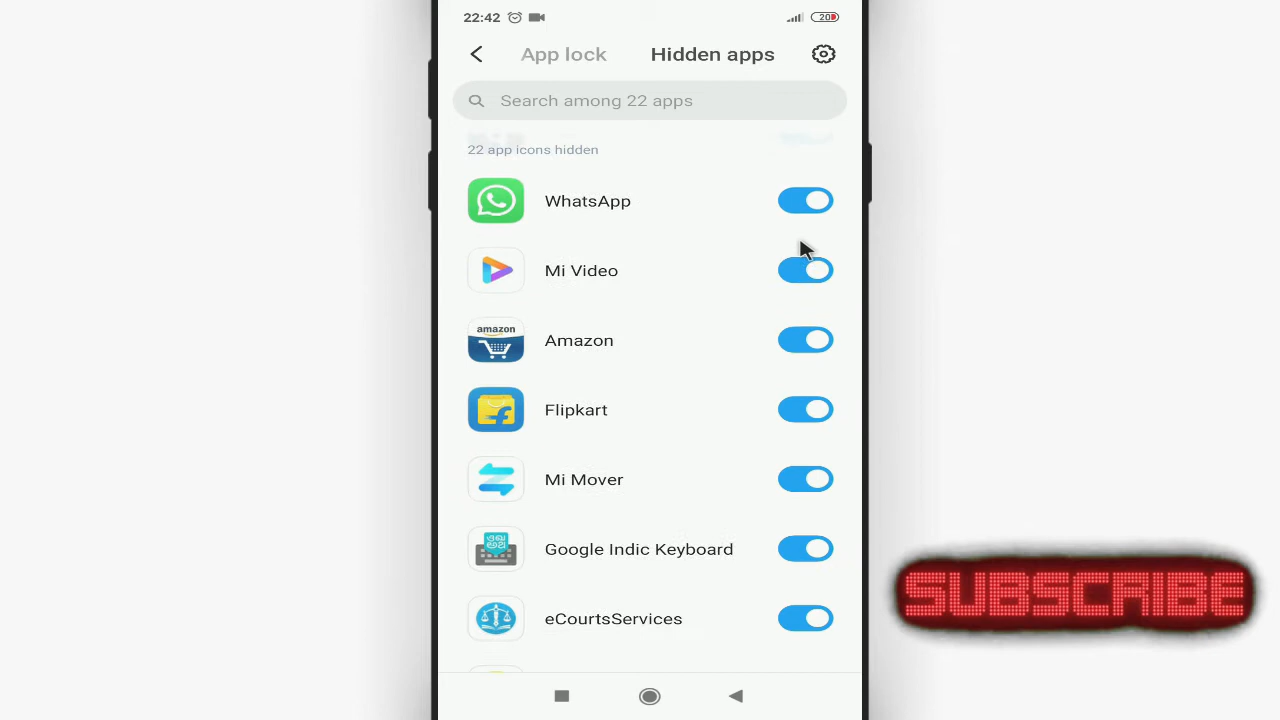 22:42
20
App lock
Hidden apps
Search among 22 apps
22 app icons hidden
WhatsApp
Mi Video
amazon
Amazon
Flipkart
Mi Mover
Google Indic Keyboard
eCourtsServices
SUBSCRIBE